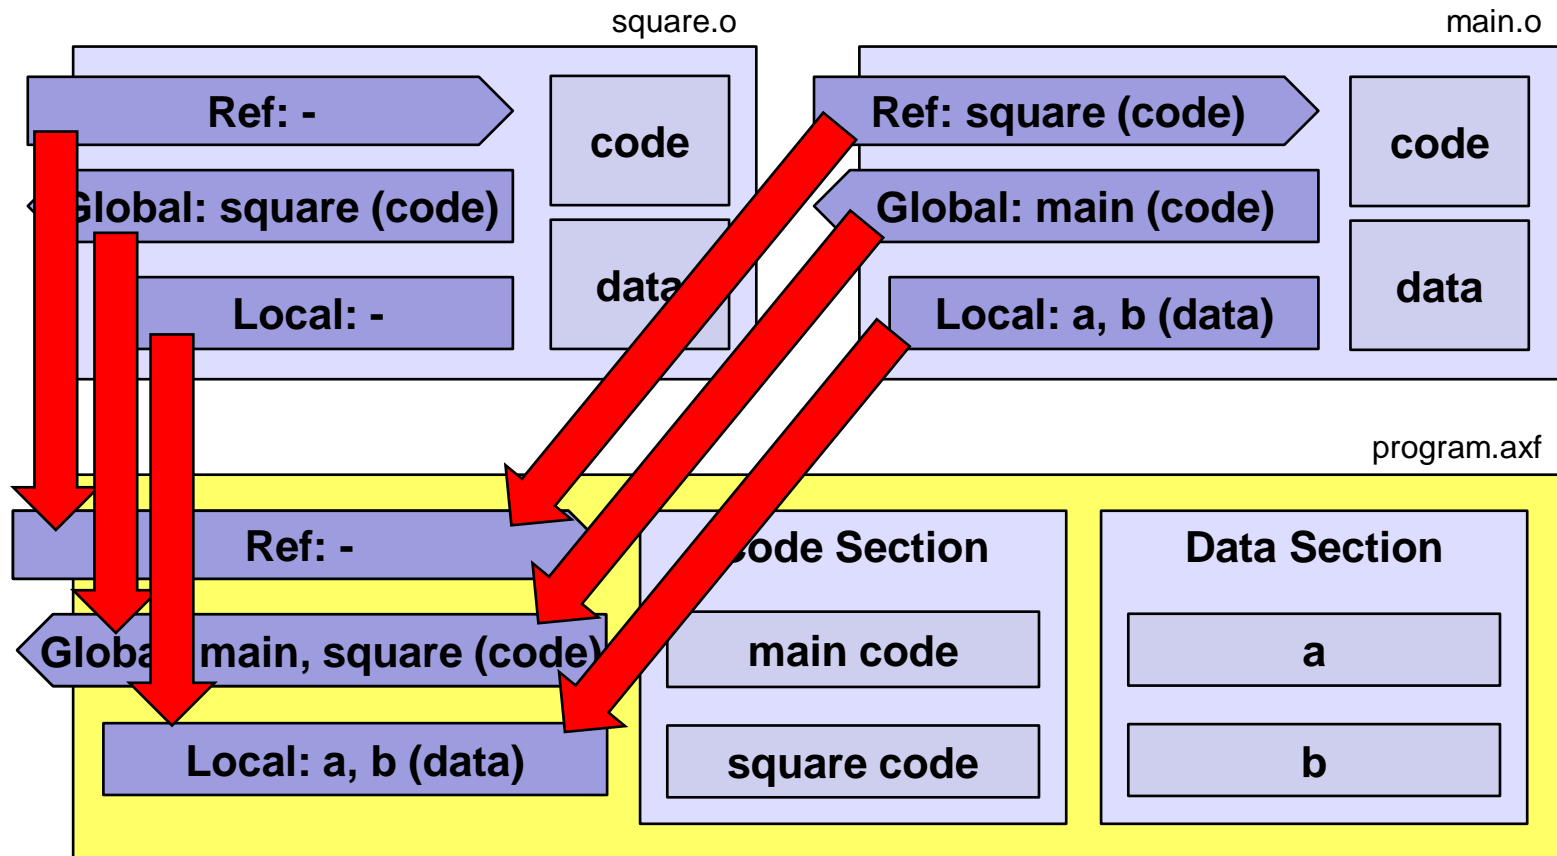 square.o
Ref: -
Global: square (code)
Local: -
code
data
main.o
Ref: square (code)
Global: main (code)
Local: a, b (data)
code
data
program.axf
Ref: -
Global: main, square (code)
Local: a, b (data)
Code Section
main code
square code
Data Section
a
b